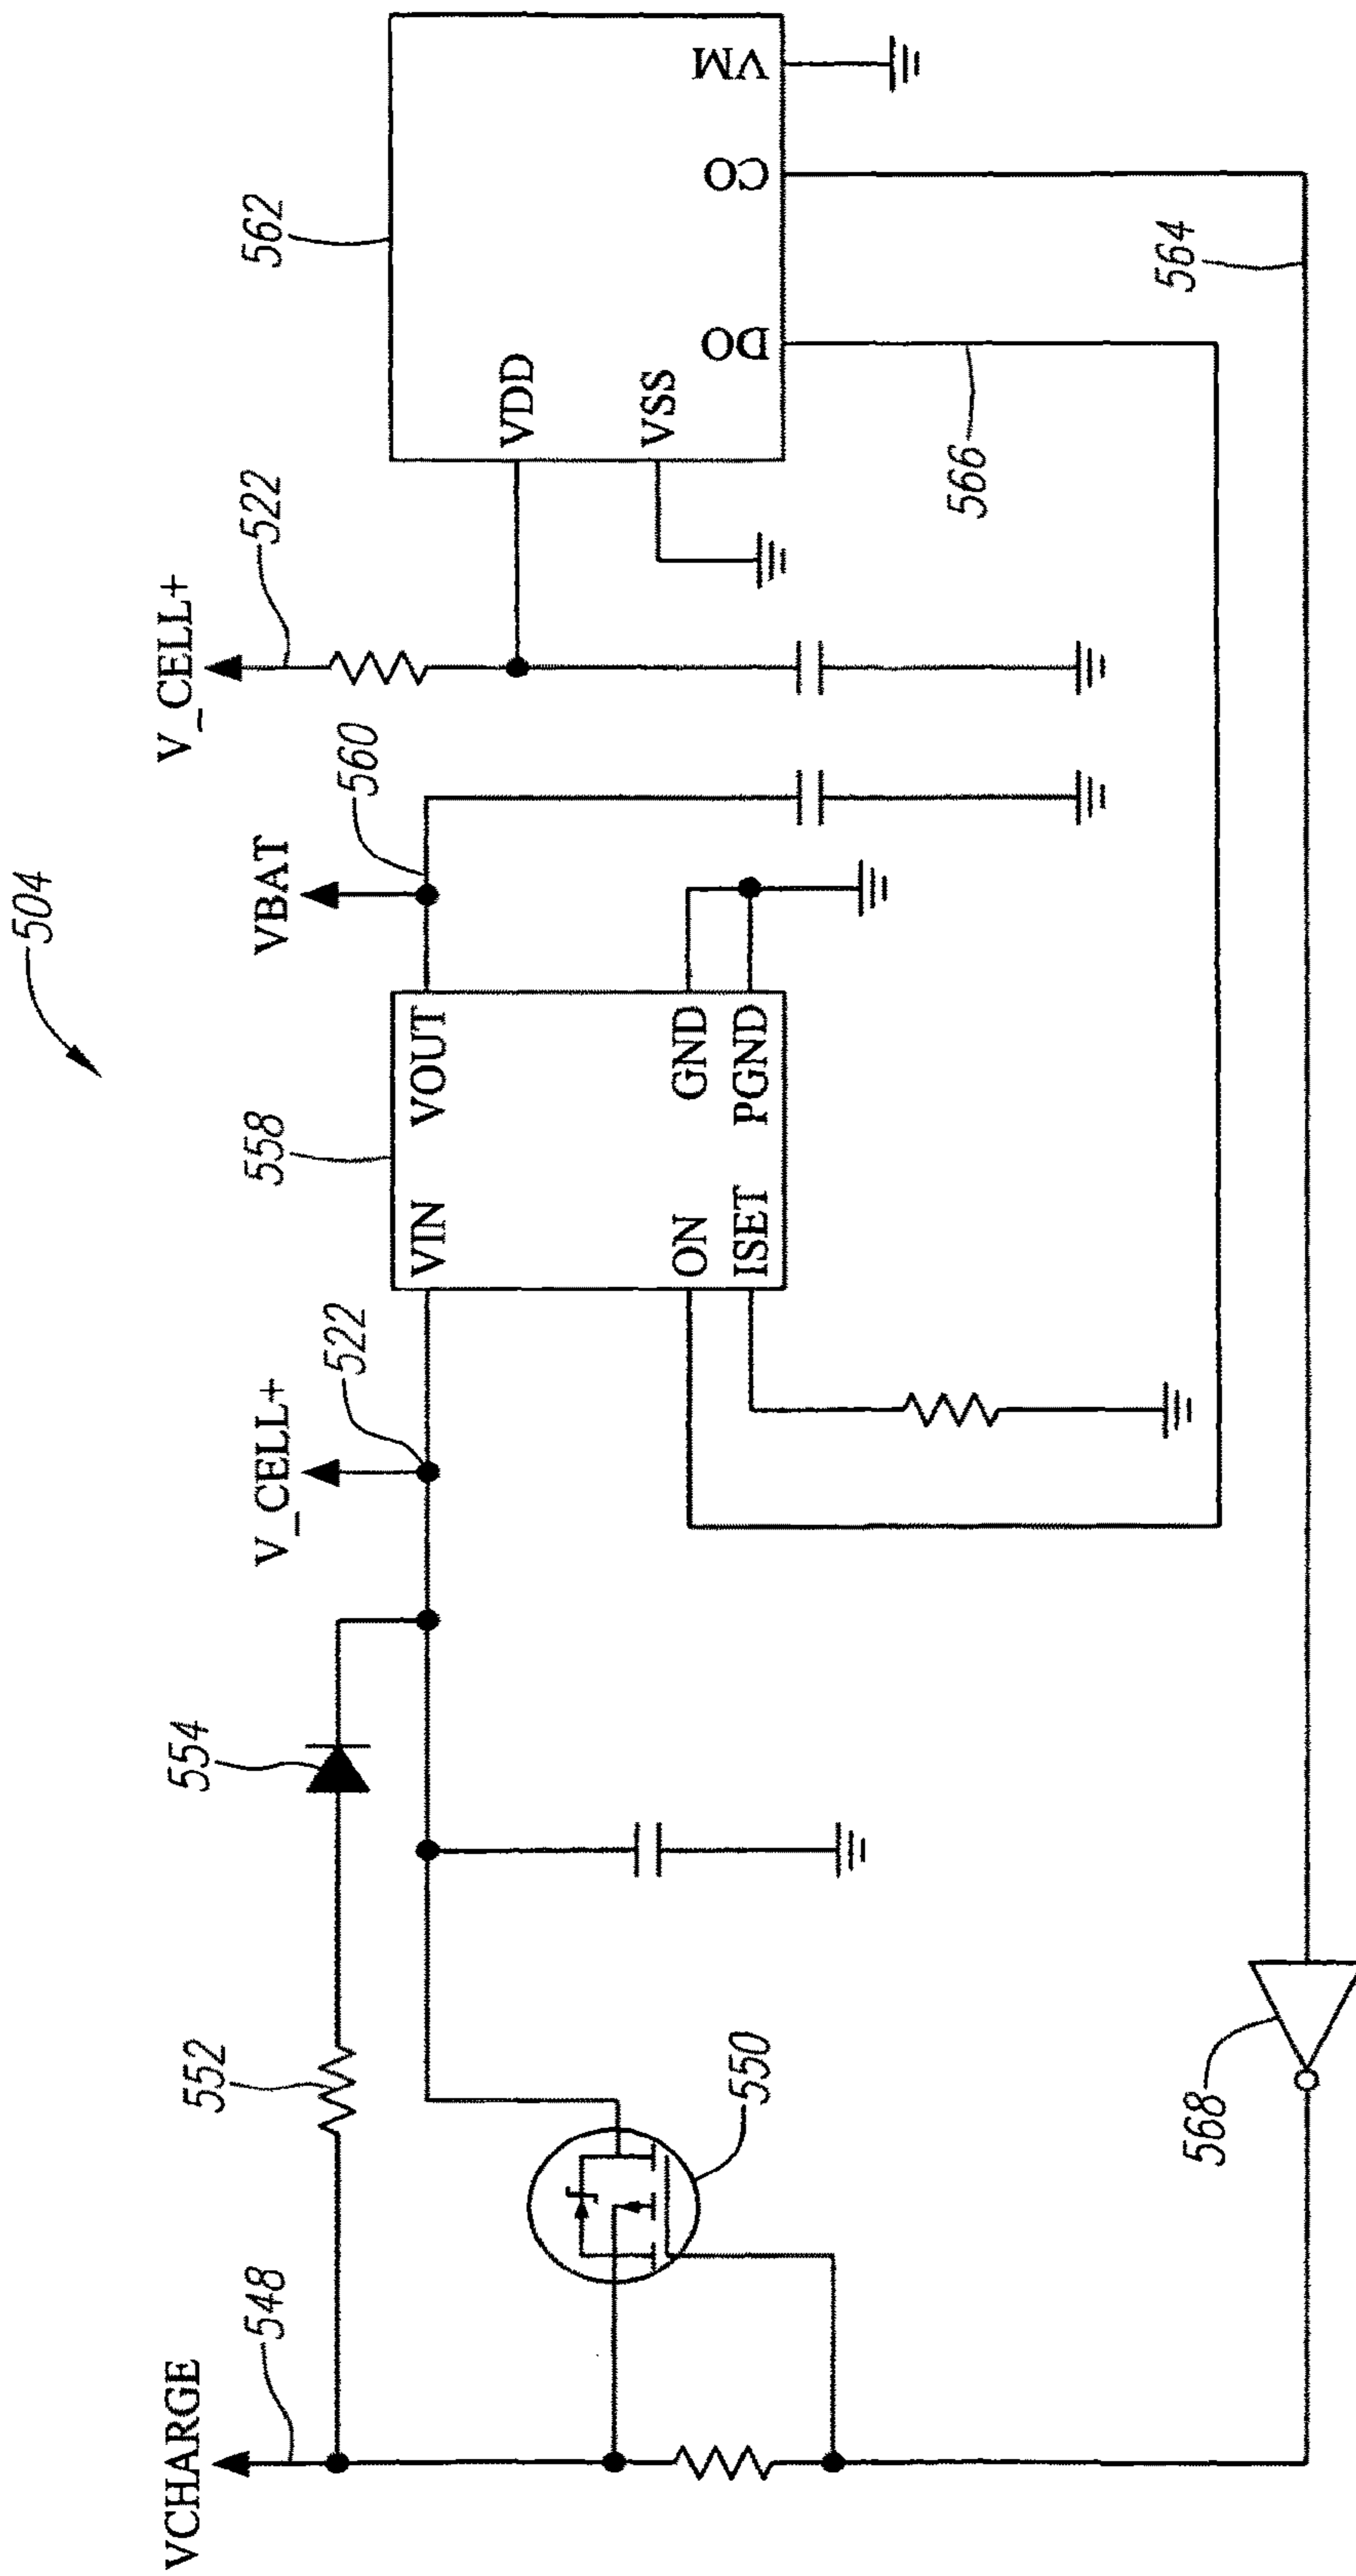 504
VCHARGE
548
552
554
V_CELL+
522
VBAT
560
V_CELL+
522
562
550
558
VIN
VOUT
ON
GND
ISET
PGND
VDD
VSS
DO
CO
VM
566
564
568